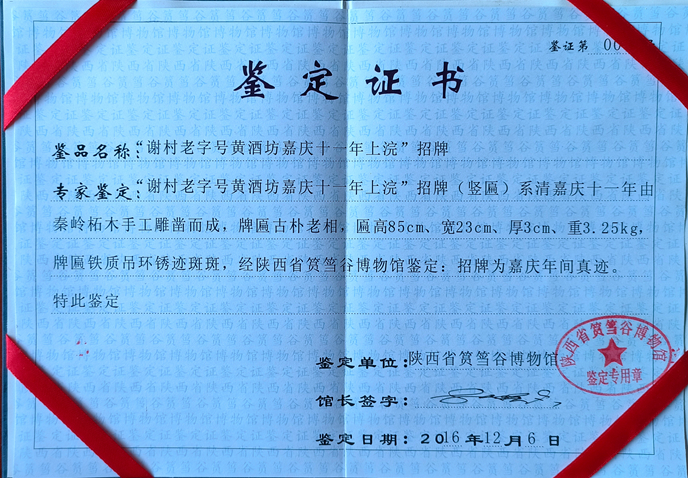 鉴证第 00
鉴定证书
鉴品名称：“谢村老字号黄酒坊嘉庆十一年上浣”招牌
专家鉴定：“谢村老字号黄酒坊嘉庆十一年上浣”招牌（竖匾）系清嘉庆十一年由
秦岭柘木手工雕凿而成，牌匾古朴老相，匾高85cm、宽23cm、厚3cm、重3.25kg，
牌匾铁质吊环锈迹斑斑，经陕西省筼筜谷博物馆鉴定：招牌为嘉庆年间真迹。
特此鉴定
鉴定单位：陕西省筼筜谷博物馆
陕西省筼筜谷博物馆
鉴定专用章
馆长签字：
鉴定日期：2016年12月6日